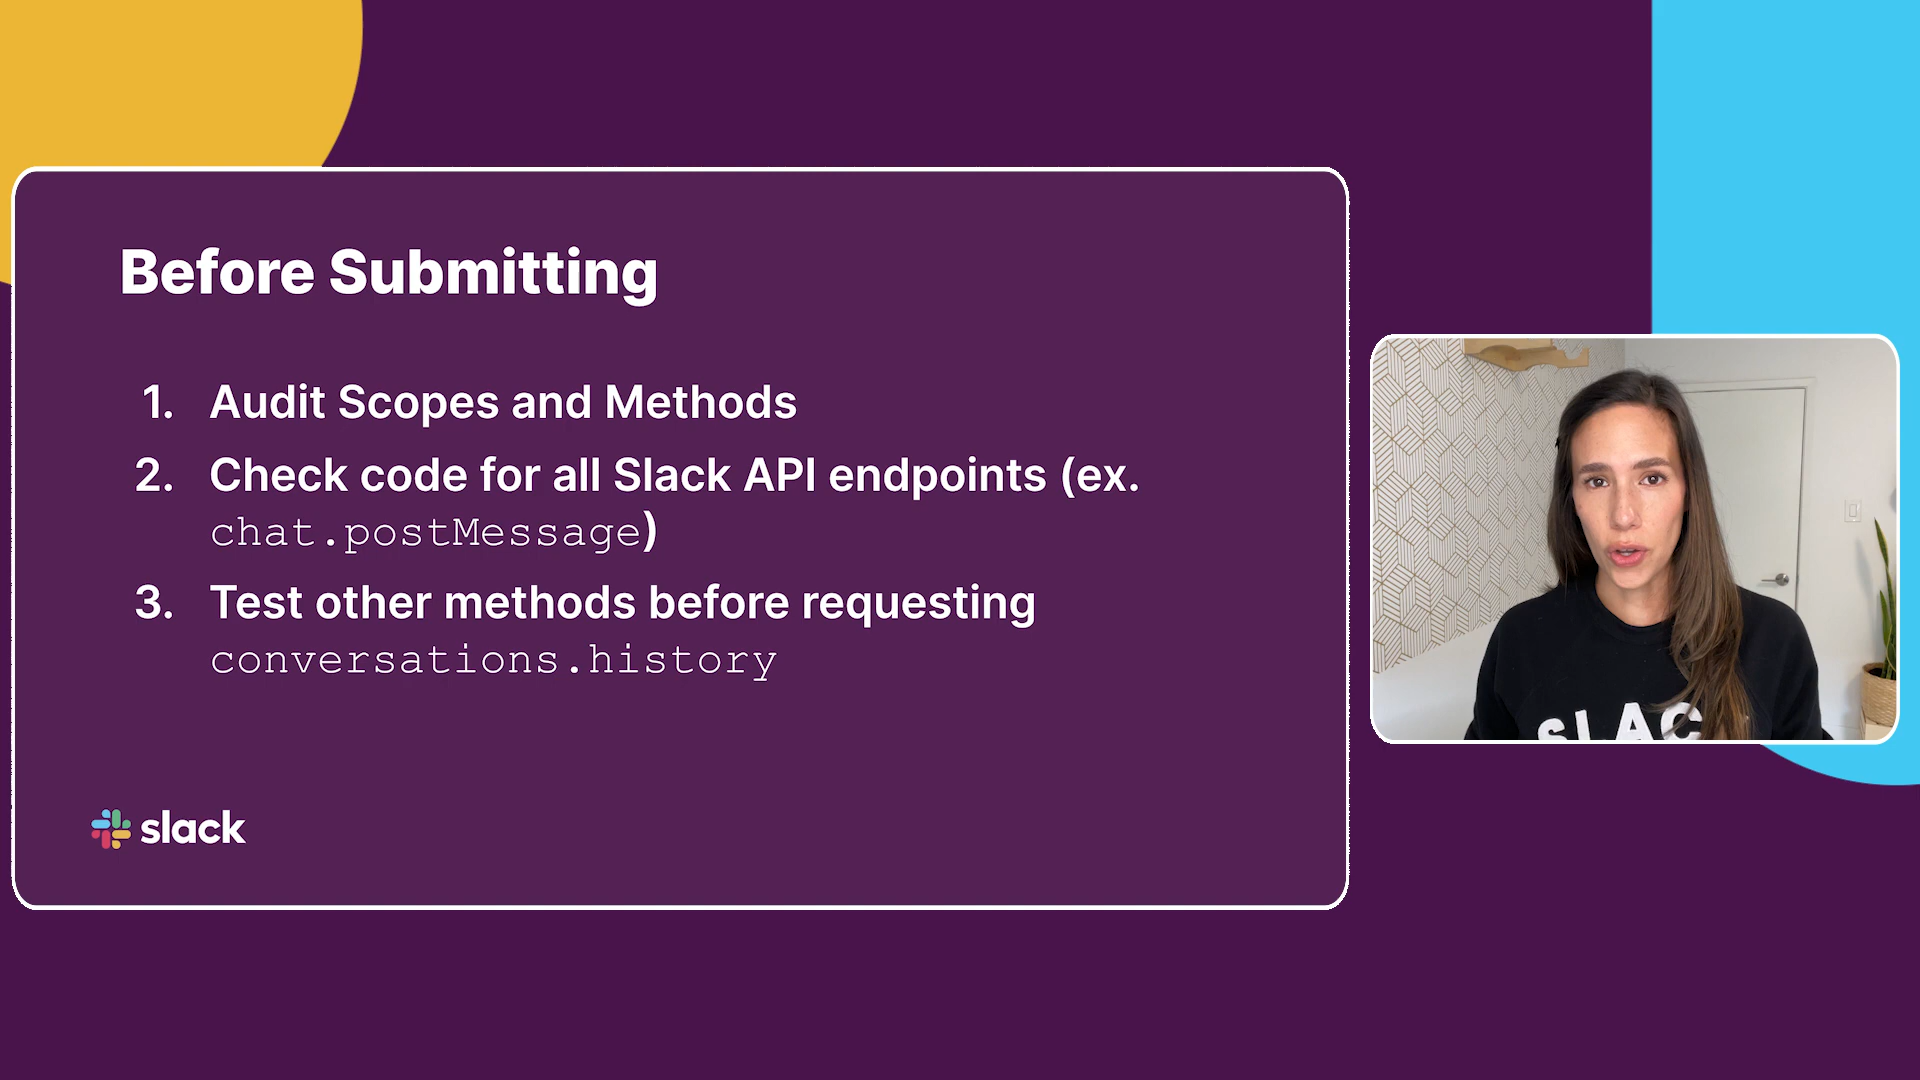 Before Submitting
1. Audit Scopes and Methods
2. Check code for all Slack API endpoints (ex.
chat.postMessage)
3. Test other methods before requesting
conversations.history
slack
SLAC